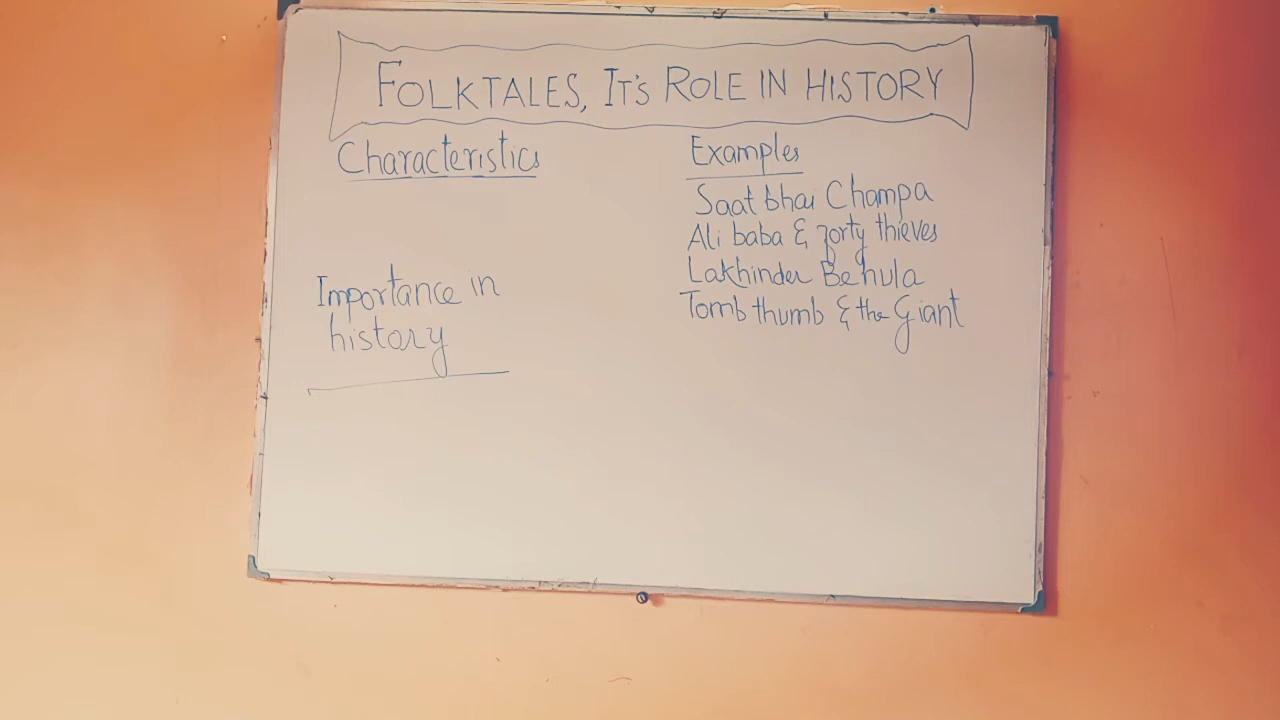 FOLKTALES, IT'S ROLE IN HISTORY
Characteristics
Importance in
history
Examples
Saat bhai Champa
Ali baba & forty thieves
Lakhinder Behula
Tomb thumb & the Giant